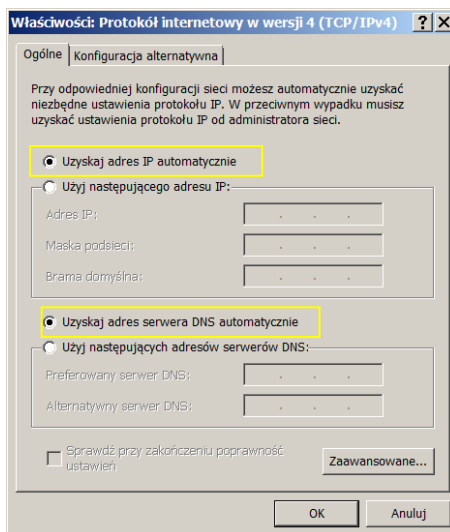 Właściwości: Protokół internetowy w wersji 4 (TCP/IPv4)
Ogólne
Konfiguracja alternatywna
Przy odpowiedniej konfiguracji sieci możesz automatycznie uzyskać
niezbędne ustawienia protokołu IP. W przeciwnym wypadku musisz
uzyskać ustawienia protokołu IP od administratora sieci.
Uzyskaj adres IP automatycznie
Użyj następującego adresu IP:
Adres IP:
Maska podsieci:
Brama domyślna:
Uzyskaj adres serwera DNS automatycznie
Użyj następujących adresów serwerów DNS:
Preferowany serwer DNS:
Alternatywny serwer DNS:
Sprawdź przy zakończeniu poprawność
ustawień
Zaawansowane...
OK
Anuluj